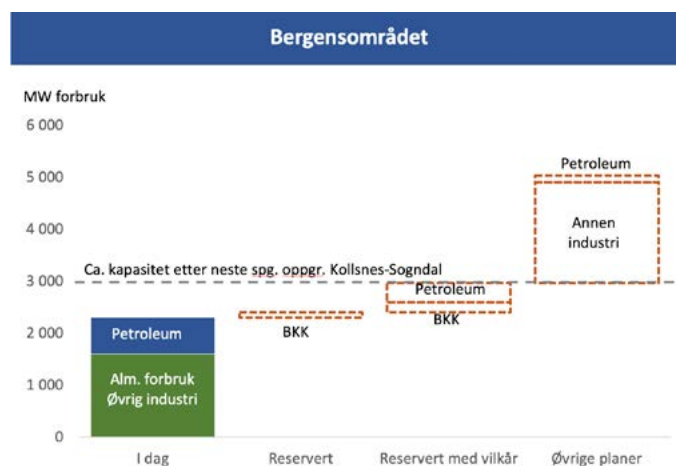 Bergensområdet
MW forbruk
6 000
5 000
4 000
3 000
2 000
1 000
0
Ca. kapasitet etter neste spg. oppgr. Kollsnes-Sogndal
Petroleum
Alm. forbruk
Øvrig industri
BKK
Petroleum
BKK
Petroleum
Annen
industri
I dag
Reservert
Reservert med vilkår
Øvrige planer